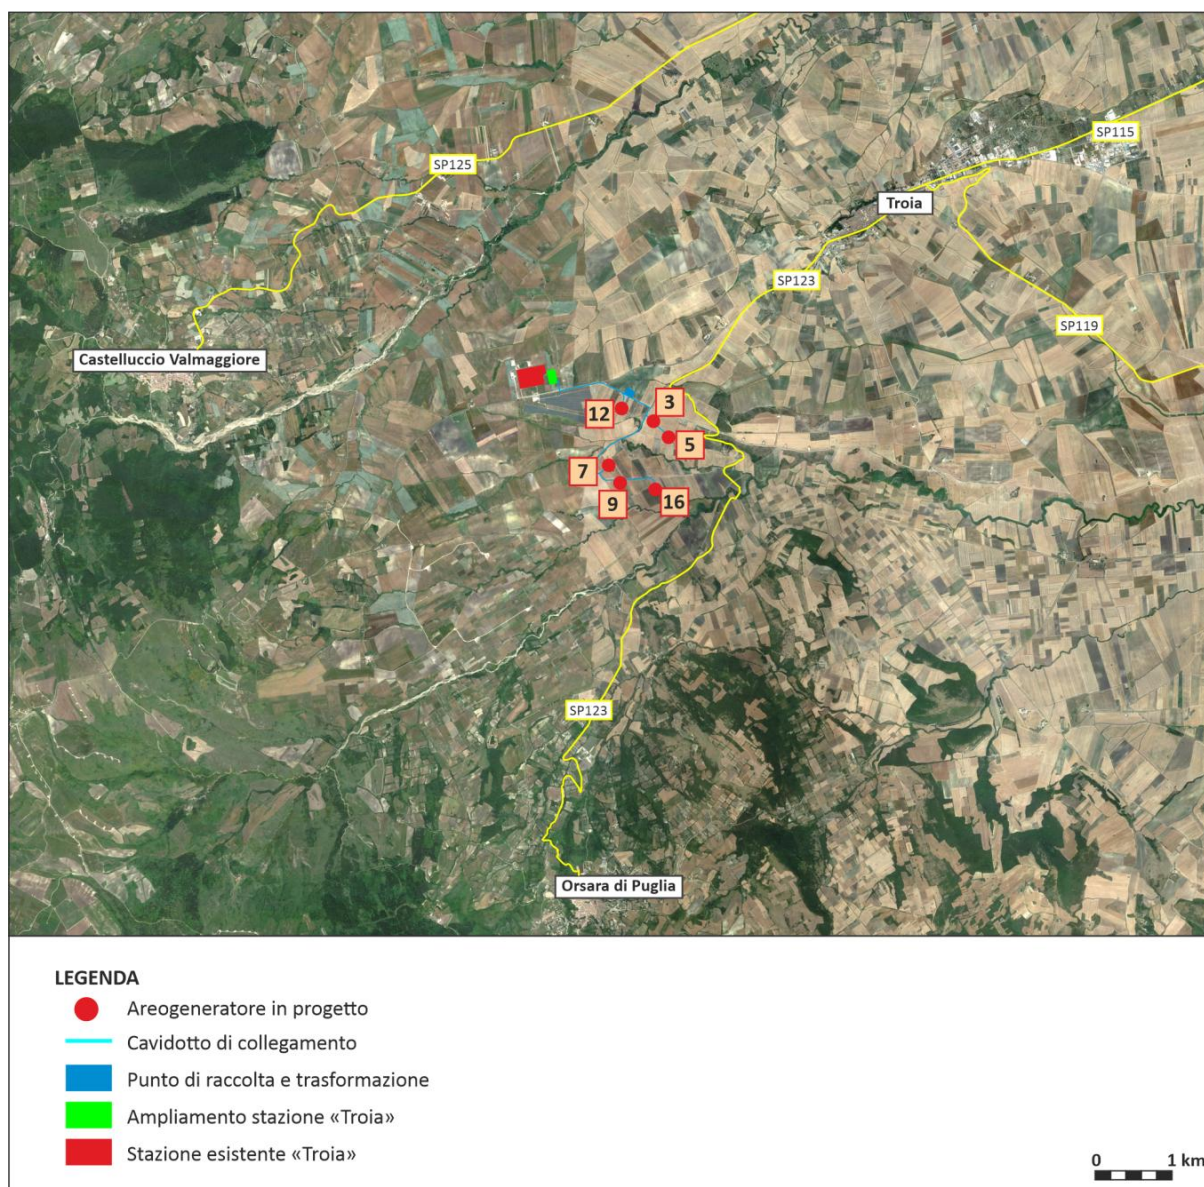 SP115
SP125
Troia
SP123
SP119
Castelluccio Valmaggiore
3
12
5
7
9
16
SP123
Orsara di Puglia
LEGENDA
Areogeneratore in progetto
Cavidotto di collegamento
Punto di raccolta e trasformazione
Ampliamento stazione «Troia»
Stazione esistente «Troia»
0 1 km